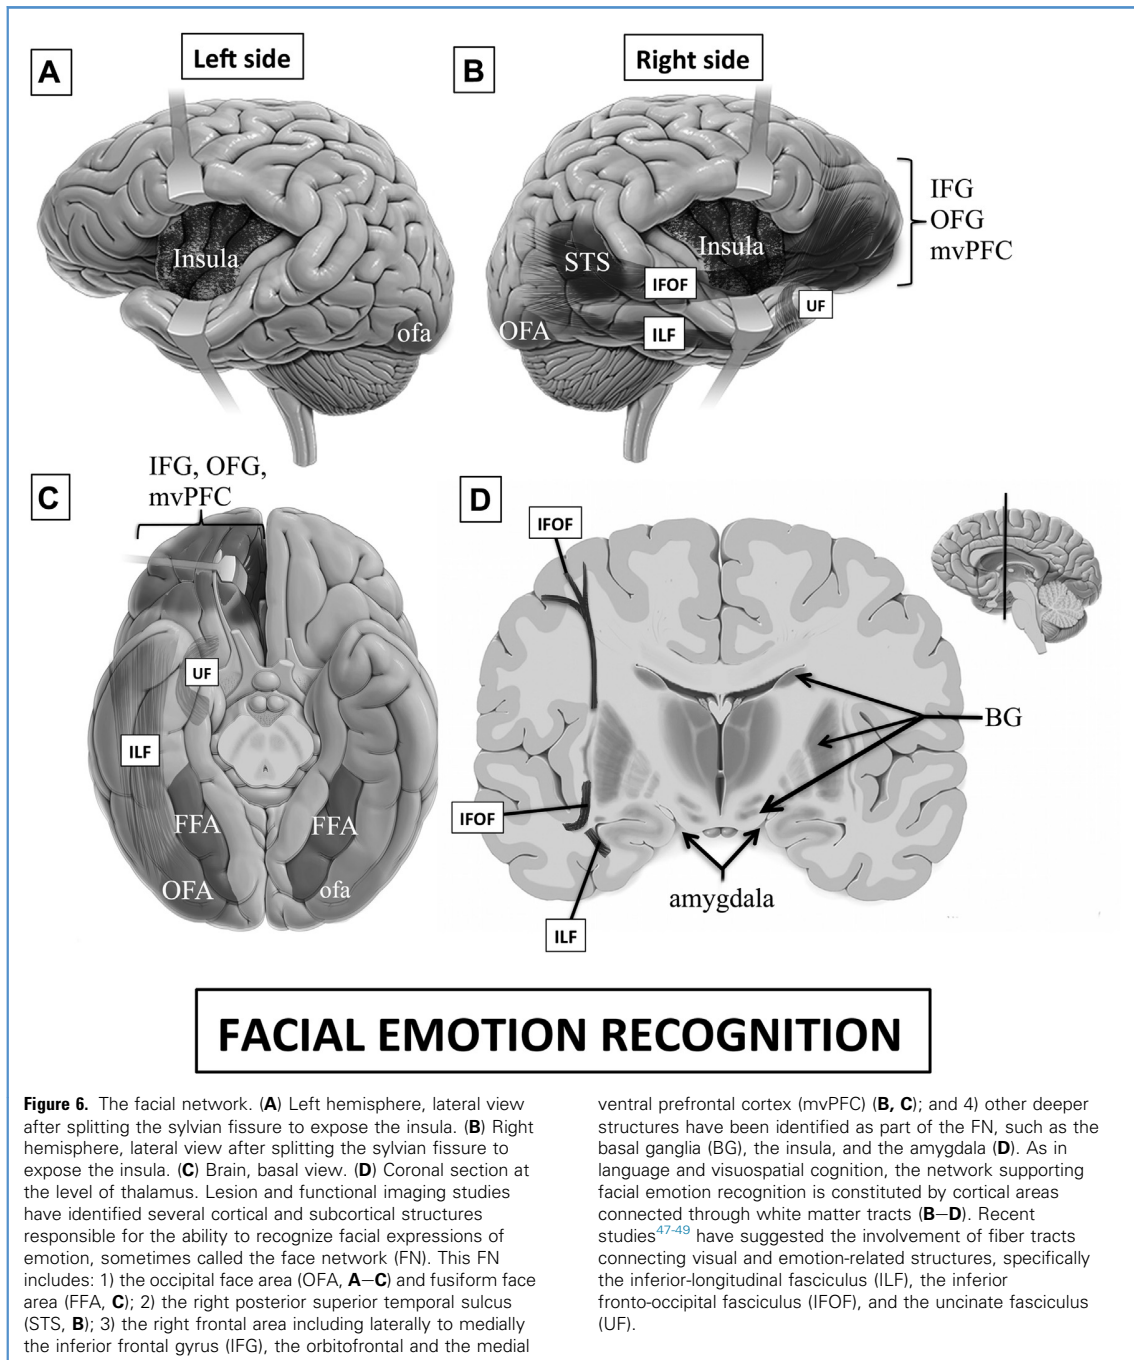 A
Left side
Insula
ofa
B
Right side
IFG
OFG
mvPFC
STS
Insula
IFOF
UF
OFA
ILF
IFG, OFG,
mvPFC
C
UF
ILF
FFA
FFA
OFA
ofa
D
IFOF
BG
IFOF
amygdala
ILF
FACIAL EMOTION RECOGNITION
Figure 6. The facial network. (A) Left hemisphere, lateral view
after splitting the sylvian fissure to expose the insula. (B) Right
hemisphere, lateral view after splitting the sylvian fissure to
expose the insula. (C) Brain, basal view. (D) Coronal section at
the level of thalamus. Lesion and functional imaging studies
have identified several cortical and subcortical structures
responsible for the ability to recognize facial expressions of
emotion, sometimes called the face network (FN). This FN
includes: 1) the occipital face area (OFA, A–C) and fusiform face
area (FFA, C); 2) the right posterior superior temporal sulcus
(STS, B); 3) the right frontal area including laterally to medially
the inferior frontal gyrus (IFG), the orbitofrontal and the medial
ventral prefrontal cortex (mvPFC) (B, C); and 4) other deeper
structures have been identified as part of the FN, such as the
basal ganglia (BG), the insula, and the amygdala (D). As in
language and visuospatial cognition, the network supporting
facial emotion recognition is constituted by cortical areas
connected through white matter tracts (B–D). Recent
studies47-49 have suggested the involvement of fiber tracts
connecting visual and emotion-related structures, specifically
the inferior-longitudinal fasciculus (ILF), the inferior
fronto-occipital fasciculus (IFOF), and the uncinate fasciculus
(UF).